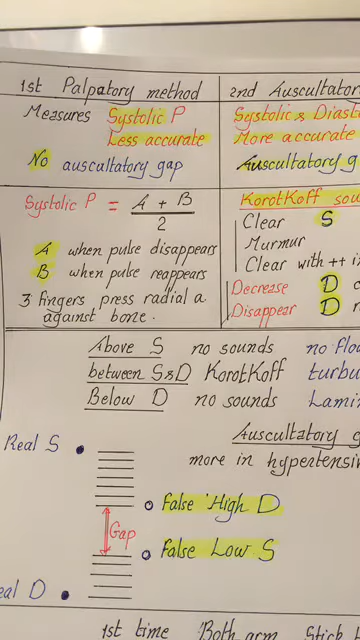 1st Palpatory method
Measures Systolic P
Less accurate
No auscultatory gap
Systolic P = A + B
2
A when pulse disappears
B when pulse reappears
3 fingers press radial a
against bone.
2nd Auscultator
Systolic & Diast
More accurate
Auscultatory g
KorotKoff sou
Clear S
Murmur
Clear with ++ i
Decrease D
Disappear D
Above S no sounds no Flo
between S&D KorotKoff turbu
Below D no sounds Lamin
Auscultatory g
more in hypertensiv
Real S
False High D
Gap
False Low S
eal D
1st time Both arm Stick